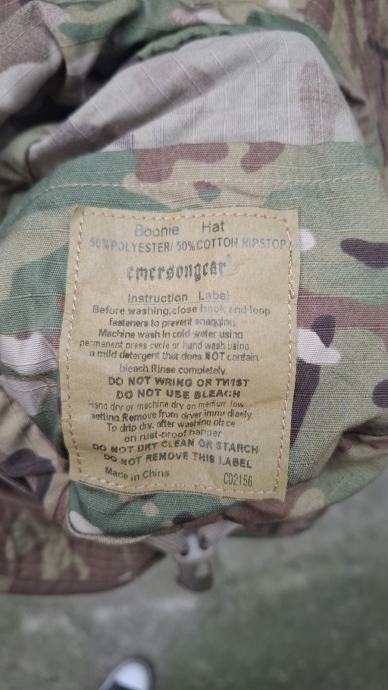 Boonie Hat
50%POLYESTER/50%COTTON RIPSTOP
emersongear®
Instruction Label
Before washing,close hook and loop
fasteners to prevent snagging.
Machine wash in cold water using
permanent press cycle or hand wash using
a mild detergent that does NOT contain
bleach.Rinse completely.
DO NOT WRING OR TWIST
DO NOT USE BLEACH
Hand dry or machine dry on medium ,low,
setting.Remove from dryer immediately.
To drip dry, after washing place
on rust-proof hanger
DO NOT DRY CLEAN OR STARCH
DO NOT REMOVE THIS LABEL
Made in China
CD2156